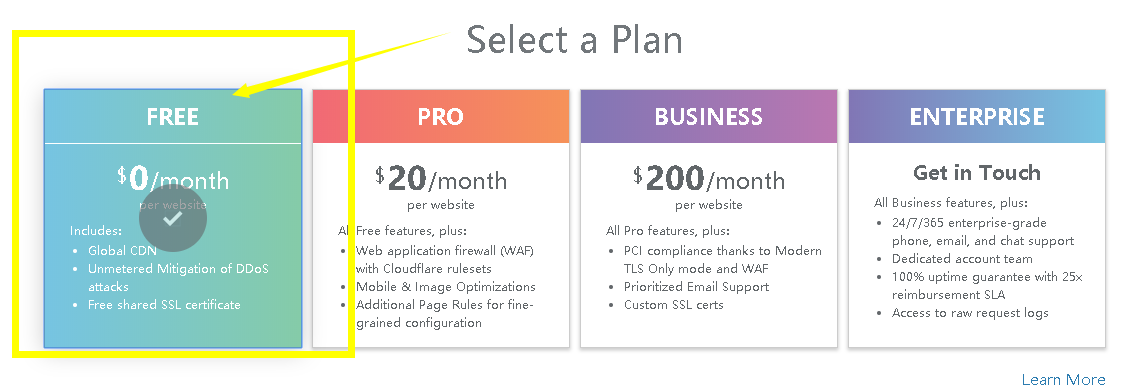 Select a Plan
FREE
$0/month
per website
Includes:
Global CDN
Unmetered Mitigation of DDoS
attacks
Free shared SSL certificate
PRO
$20/month
per website
All Free features, plus:
Web application firewall (WAF)
with Cloudflare rulesets
Mobile & Image Optimizations
Additional Page Rules for fine-
grained configuration
BUSINESS
$200/month
per website
All Pro features, plus:
PCI compliance thanks to Modern
TLS Only mode and WAF
Prioritized Email Support
Custom SSL certs
ENTERPRISE
Get in Touch
All Business features, plus:
24/7/365 enterprise-grade
phone, email, and chat support
Dedicated account team
100% uptime guarantee with 25x
reimbursement SLA
Access to raw request logs
Learn More